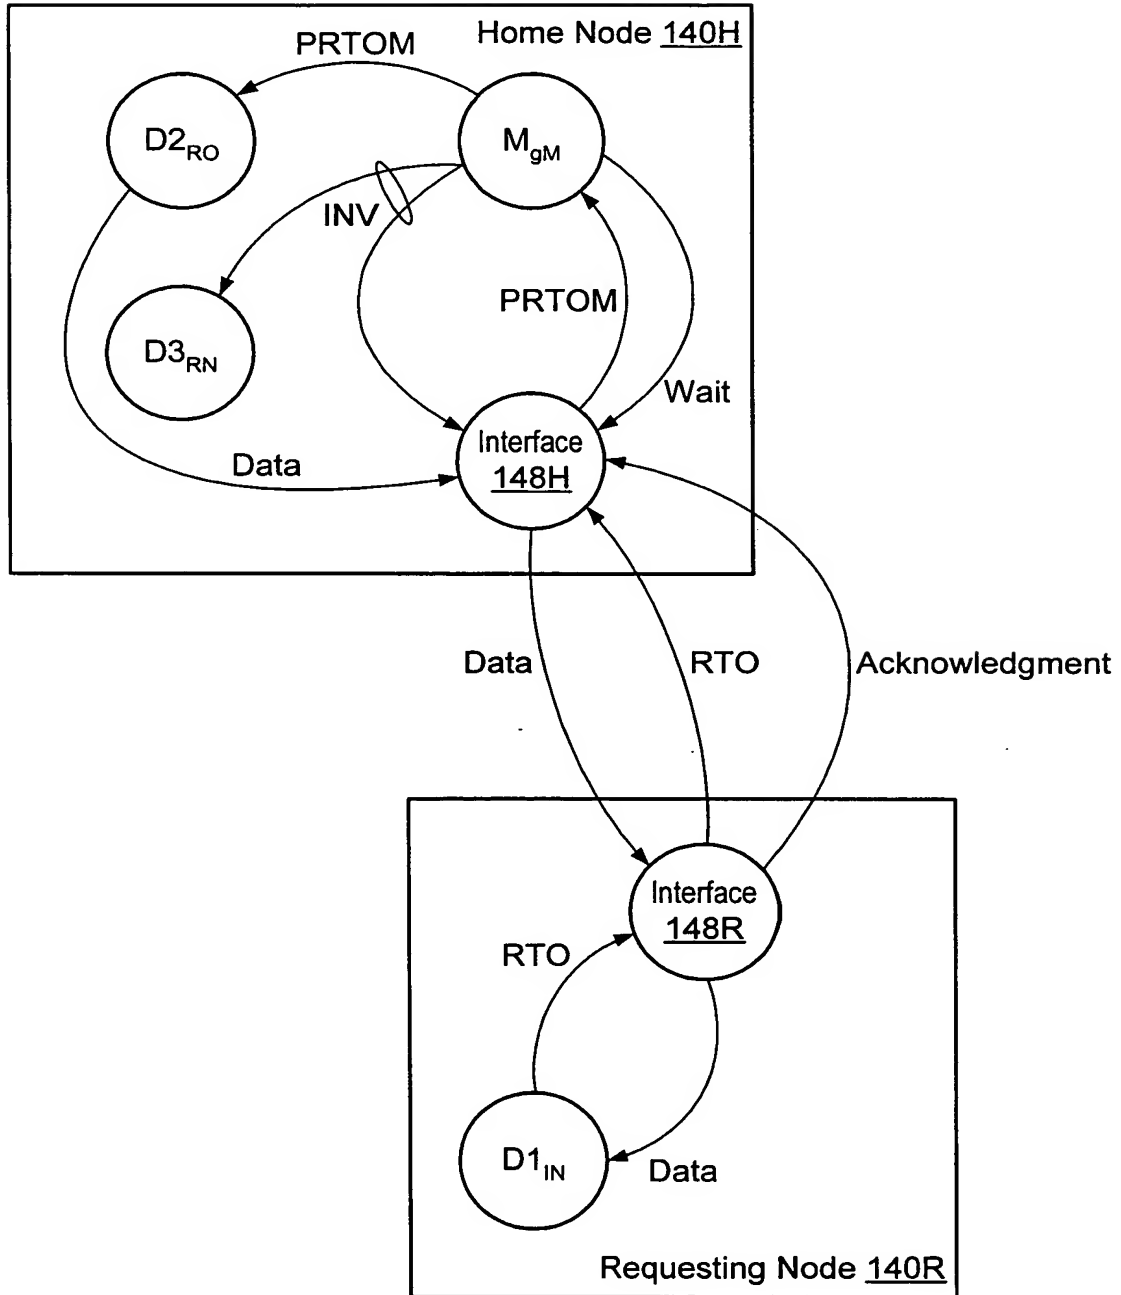 Home Node 140H
PRTOM
D2RO
MgM
INV
PRTOM
D3RN
Wait
Interface
148H
Data
Data
RTO
Acknowledgment
Interface
148R
RTO
D1IN
Data
Requesting Node 140R